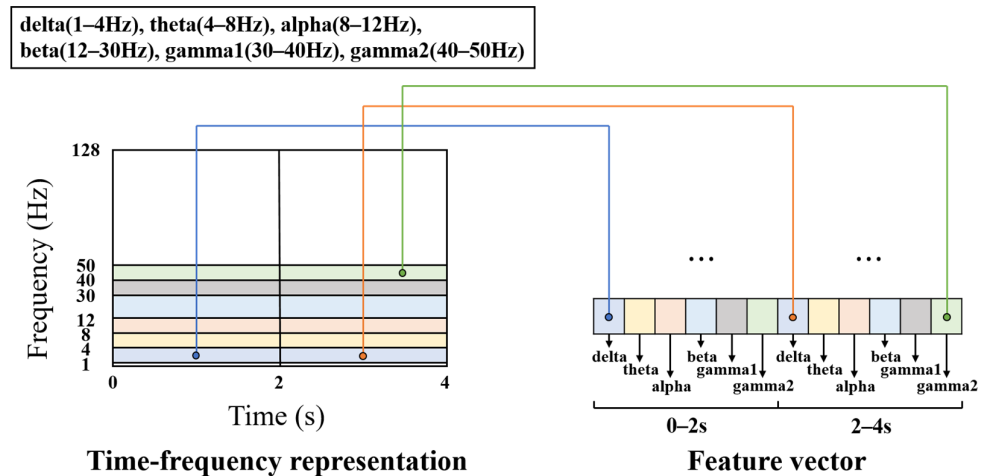 delta(1–4Hz), theta(4–8Hz), alpha(8–12Hz),
beta(12–30Hz), gamma1(30–40Hz), gamma2(40–50Hz)
128
50
40
30
12
8
4
1
Frequency (Hz)
0
2
4
Time (s)
Time-frequency representation
...
...
delta
theta
alpha
beta
gamma1
gamma2
delta
theta
alpha
beta
gamma1
gamma2
0–2s
2–4s
Feature vector